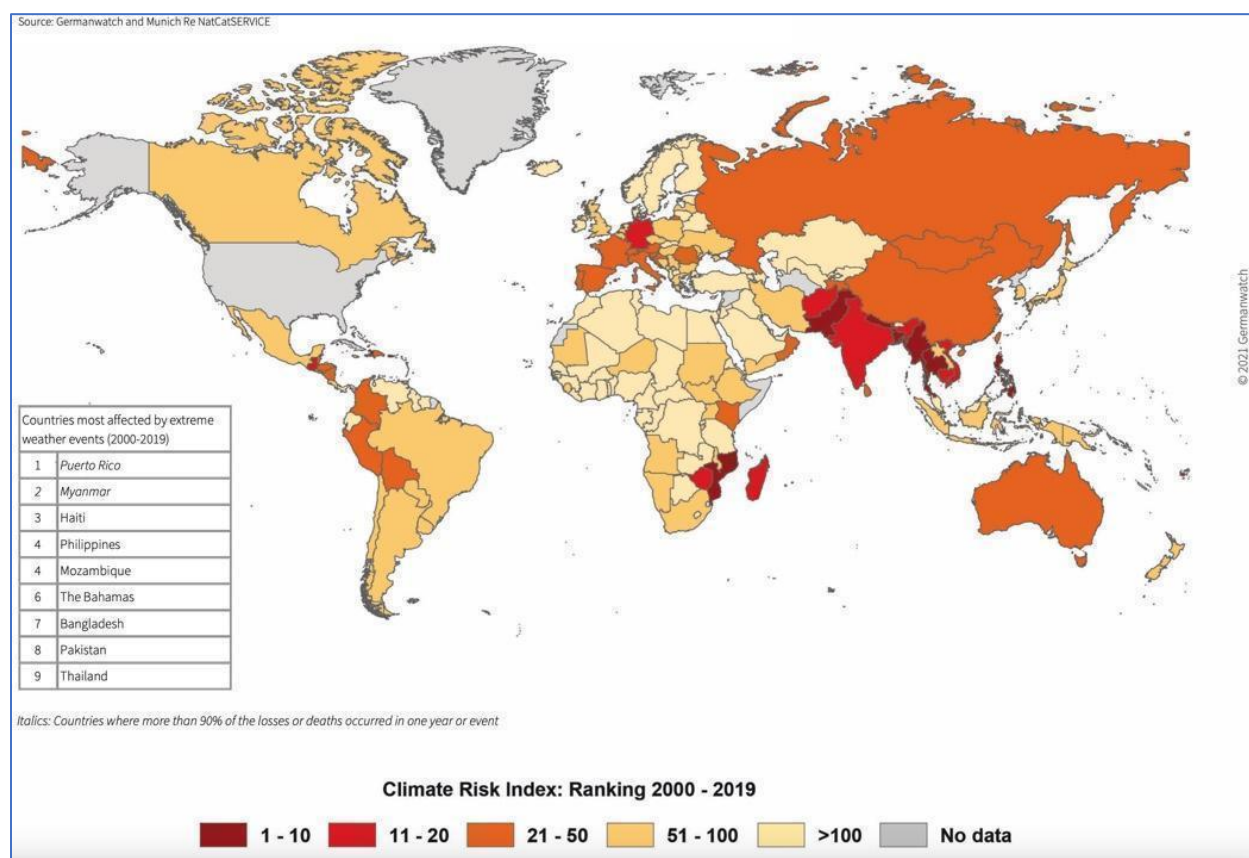 Source: Germanwatch and Munich Re NatCatSERVICE
© 2021 Germanwatch
Countries most affected by extreme
weather events (2000-2019)
1 Puerto Rico
2 Myanmar
3 Haiti
4 Philippines
4 Mozambique
6 The Bahamas
7 Bangladesh
8 Pakistan
9 Thailand
Italics: Countries where more than 90% of the losses or deaths occurred in one year or event
Climate Risk Index: Ranking 2000 - 2019
1 - 10 11 - 20 21 - 50 51 - 100 >100 No data